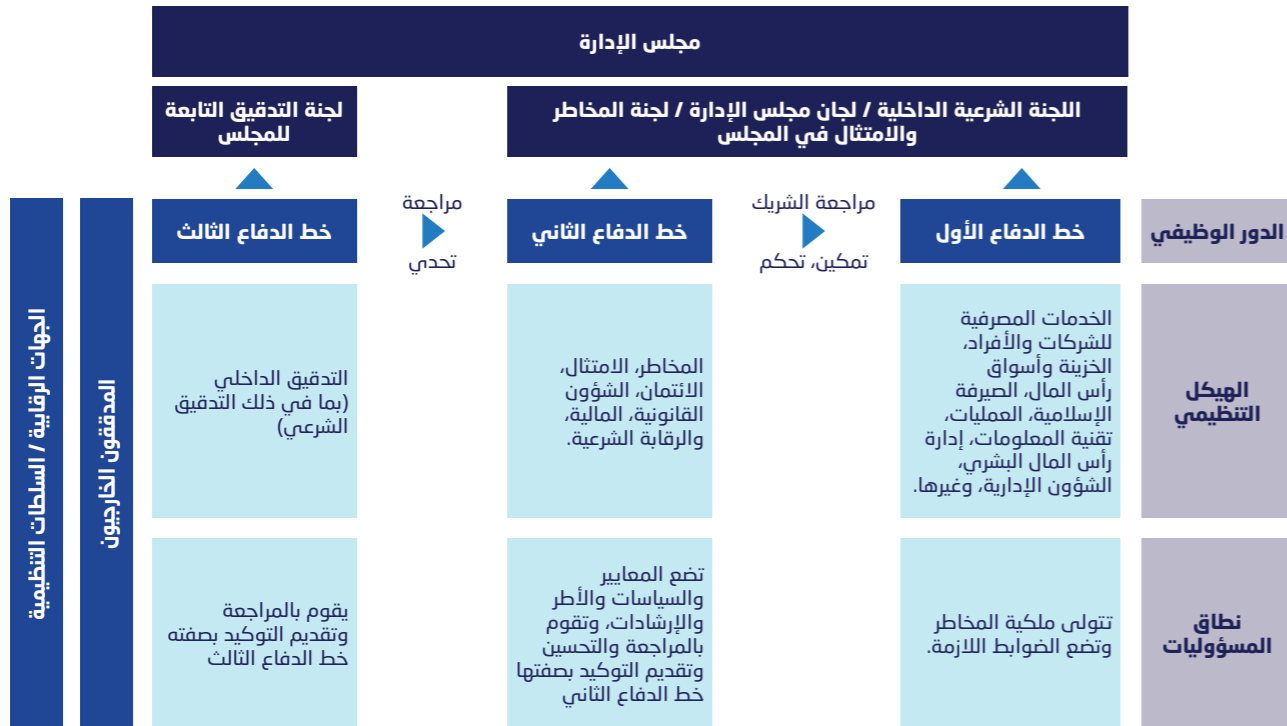 مجلس الإدارة
اللجنة الشرعية الداخلية / لجان مجلس الإدارة / لجنة المخاطر
والامتثال في المجلس
لجنة التدقيق التابعة
للمجلس
الدور الوظيفي
خط الدفاع الأول
مراجعة الشريك
تمكين، تحكم
خط الدفاع الثاني
مراجعة
تحدي
خط الدفاع الثالث
الهيكل
التنظيمي
الخدمات المصرفية
للشركات والأفراد،
الخزينة وأسواق
رأس المال، الصيرفة
الإسلامية، العمليات،
تقنية المعلومات، إدارة
رأس المال البشري،
الشؤون الإدارية، وغيرها.
المخاطر، الامتثال،
الائتمان، الشؤون
القانونية، المالية،
والرقابة الشرعية.
التدقيق الداخلي
(بما في ذلك التدقيق
الشرعي)
نطاق
المسؤوليات
تتولى ملكية المخاطر
وتضع الضوابط اللازمة.
تضع المعايير
والسياسات والأطر
والإرشادات، وتقوم
بالمراجعة والتحسين
وتقديم التوكيد بصفتها
خط الدفاع الثاني
يقوم بالمراجعة
وتقديم التوكيد بصفته
خط الدفاع الثالث
المدققون الخارجيون
الجهات الرقابية / السلطات التنظيمية